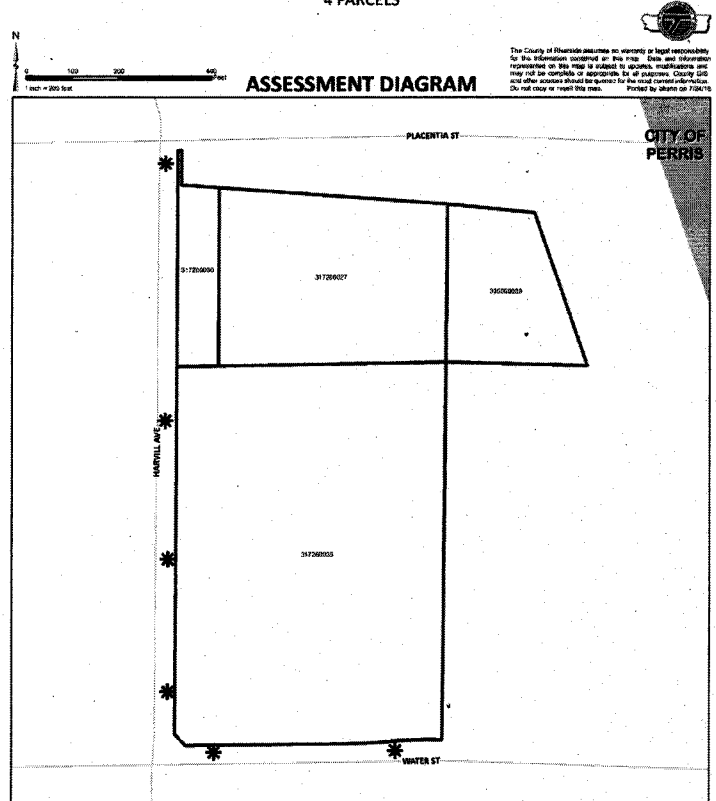 4 PARCELS
N
0 100 200 400
Feet
1 inch = 200 feet
ASSESSMENT DIAGRAM
The County of Riverside assumes no warranty or legal responsibility
for the information contained on this map. Data and information
represented on this map is subject to updates, modifications and
may not be complete or appropriate for all purposes. County GIS
and other sources should be queried for the most current information.
Do not copy or resell this map. Printed by on
PLACENTIA ST
CITY OF
PERRIS
317260027
HARVILL AVE
WATER ST